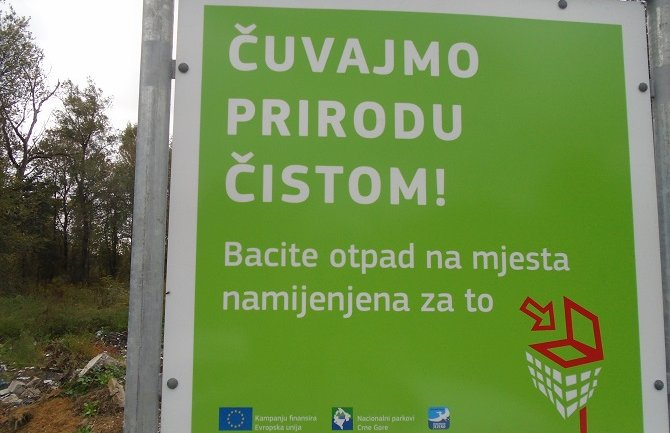 ČUVAJMO
PRIRODU
ČISTOM!
Bacite otpad na mjesta
namijenjena za to
Kampanju finansira
Evropska unija
Nacionalni parkovi
Crne Gore